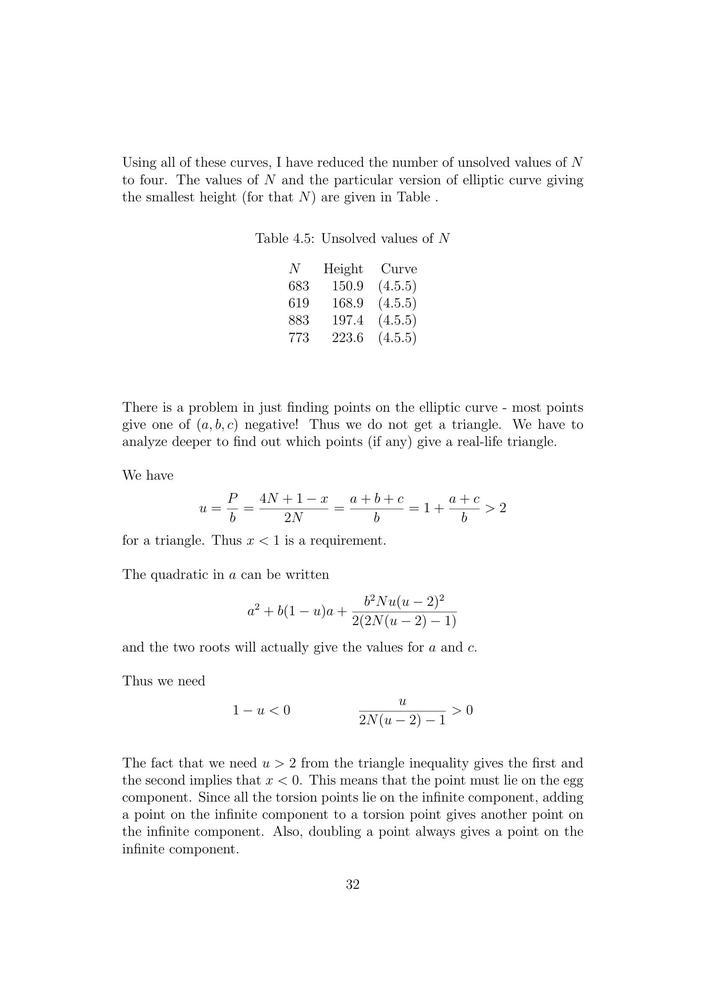 Using all of these curves, I have reduced the number of unsolved values of N
to four. The values of N and the particular version of elliptic curve giving
the smallest height (for that N) are given in Table .
Table 4.5: Unsolved values of N
N Height Curve
683 150.9 (4.5.5)
619 168.9 (4.5.5)
883 197.4 (4.5.5)
773 223.6 (4.5.5)
There is a problem in just finding points on the elliptic curve - most points
give one of (a, b, c) negative! Thus we do not get a triangle. We have to
analyze deeper to find out which points (if any) give a real-life triangle.
We have
u = P/b = (4N + 1 − x)/(2N) = (a + b + c)/b = 1 + (a + c)/b > 2
for a triangle. Thus x < 1 is a requirement.
The quadratic in a can be written
a² + b(1 − u)a + b²Nu(u − 2)²/(2(2N(u − 2) − 1))
and the two roots will actually give the values for a and c.
Thus we need
1 − u < 0 u/(2N(u − 2) − 1) > 0
The fact that we need u > 2 from the triangle inequality gives the first and
the second implies that x < 0. This means that the point must lie on the egg
component. Since all the torsion points lie on the infinite component, adding
a point on the infinite component to a torsion point gives another point on
the infinite component. Also, doubling a point always gives a point on the
infinite component.
32